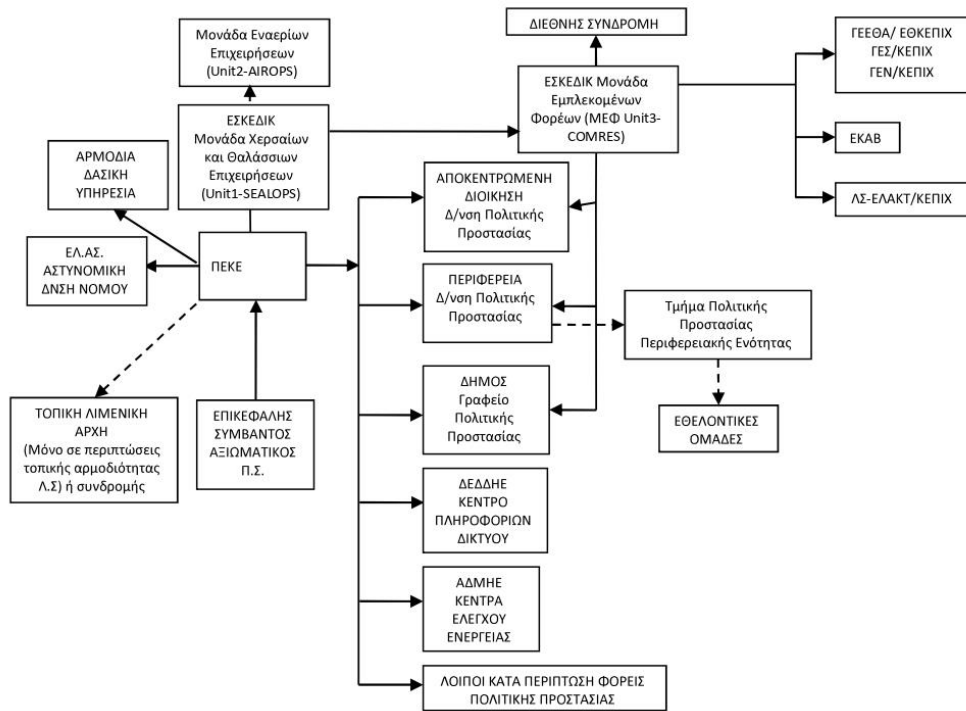 Μονάδα Εναερίων
Επιχειρήσεων
(Unit2-AIROPS)
ΔΙΕΘΝΗΣ ΣΥΝΔΡΟΜΗ
ΓΕΕΘΑ/ ΕΘΚΕΠΙΧ
ΓΕΣ/ΚΕΠΙΧ
ΓΕΝ/ΚΕΠΙΧ
ΕΣΚΕΔΙΚ Μονάδα
Εμπλεκομένων
Φορέων (ΜΕΦ Unit3-
COMRES)
ΕΣΚΕΔΙΚ
Μονάδα Χερσαίων
και Θαλάσσιων
Επιχειρήσεων
(Unit1-SEALOPS)
ΕΚΑΒ
ΛΣ-ΕΛΑΚΤ/ΚΕΠΙΧ
ΑΡΜΟΔΙΑ
ΔΑΣΙΚΗ
ΥΠΗΡΕΣΙΑ
ΑΠΟΚΕΝΤΡΩΜΕΝΗ
ΔΙΟΙΚΗΣΗ
Δ/νση Πολιτικής
Προστασίας
ΕΛ.ΑΣ.
ΑΣΤΥΝΟΜΙΚΗ
ΔΝΣΗ ΝΟΜΟΥ
ΠΕΚΕ
ΠΕΡΙΦΕΡΕΙΑ
Δ/νση Πολιτικής
Προστασίας
Τμήμα Πολιτικής
Προστασίας
Περιφερειακής Ενότητας
ΤΟΠΙΚΗ ΛΙΜΕΝΙΚΗ
ΑΡΧΗ
(Μόνο σε περιπτώσεις
τοπικής αρμοδιότητας
Λ.Σ) ή συνδρομής
ΕΠΙΚΕΦΑΛΗΣ
ΣΥΜΒΑΝΤΟΣ
ΑΞΙΩΜΑΤΙΚΟΣ
Π.Σ.
ΔΗΜΟΣ
Γραφείο
Πολιτικής
Προστασίας
ΕΘΕΛΟΝΤΙΚΕΣ
ΟΜΑΔΕΣ
ΔΕΔΔΗΕ
ΚΕΝΤΡΟ
ΠΛΗΡΟΦΟΡΙΩΝ
ΔΙΚΤΥΟΥ
ΑΔΜΗΕ
ΚΕΝΤΡΑ
ΕΛΕΓΧΟΥ
ΕΝΕΡΓΕΙΑΣ
ΛΟΙΠΟΙ ΚΑΤΑ ΠΕΡΙΠΤΩΣΗ ΦΟΡΕΙΣ
ΠΟΛΙΤΙΚΗΣ ΠΡΟΣΤΑΣΙΑΣ